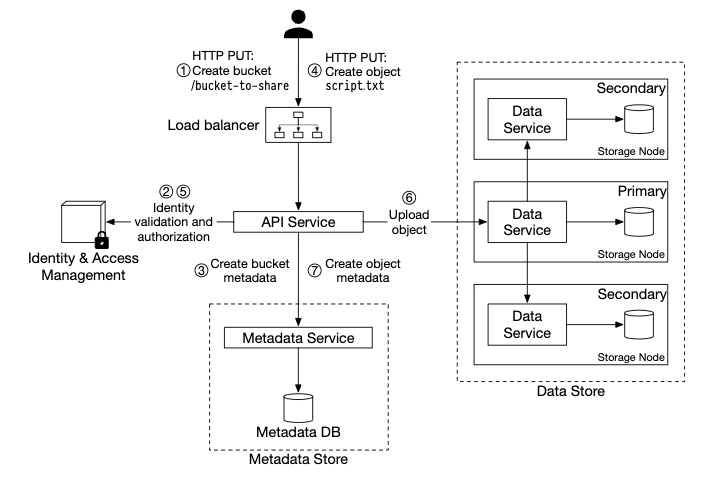 HTTP PUT:
① Create bucket
/bucket-to-share
HTTP PUT:
④ Create object
script.txt
Load balancer
② ⑤
Identity
validation and
authorization
API Service
⑥
Upload
object
Identity & Access
Management
③ Create bucket
metadata
⑦ Create object
metadata
Metadata Service
Metadata DB
Metadata Store
Secondary
Data
Service
Storage Node
Primary
Data
Service
Storage Node
Secondary
Data
Service
Storage Node
Data Store